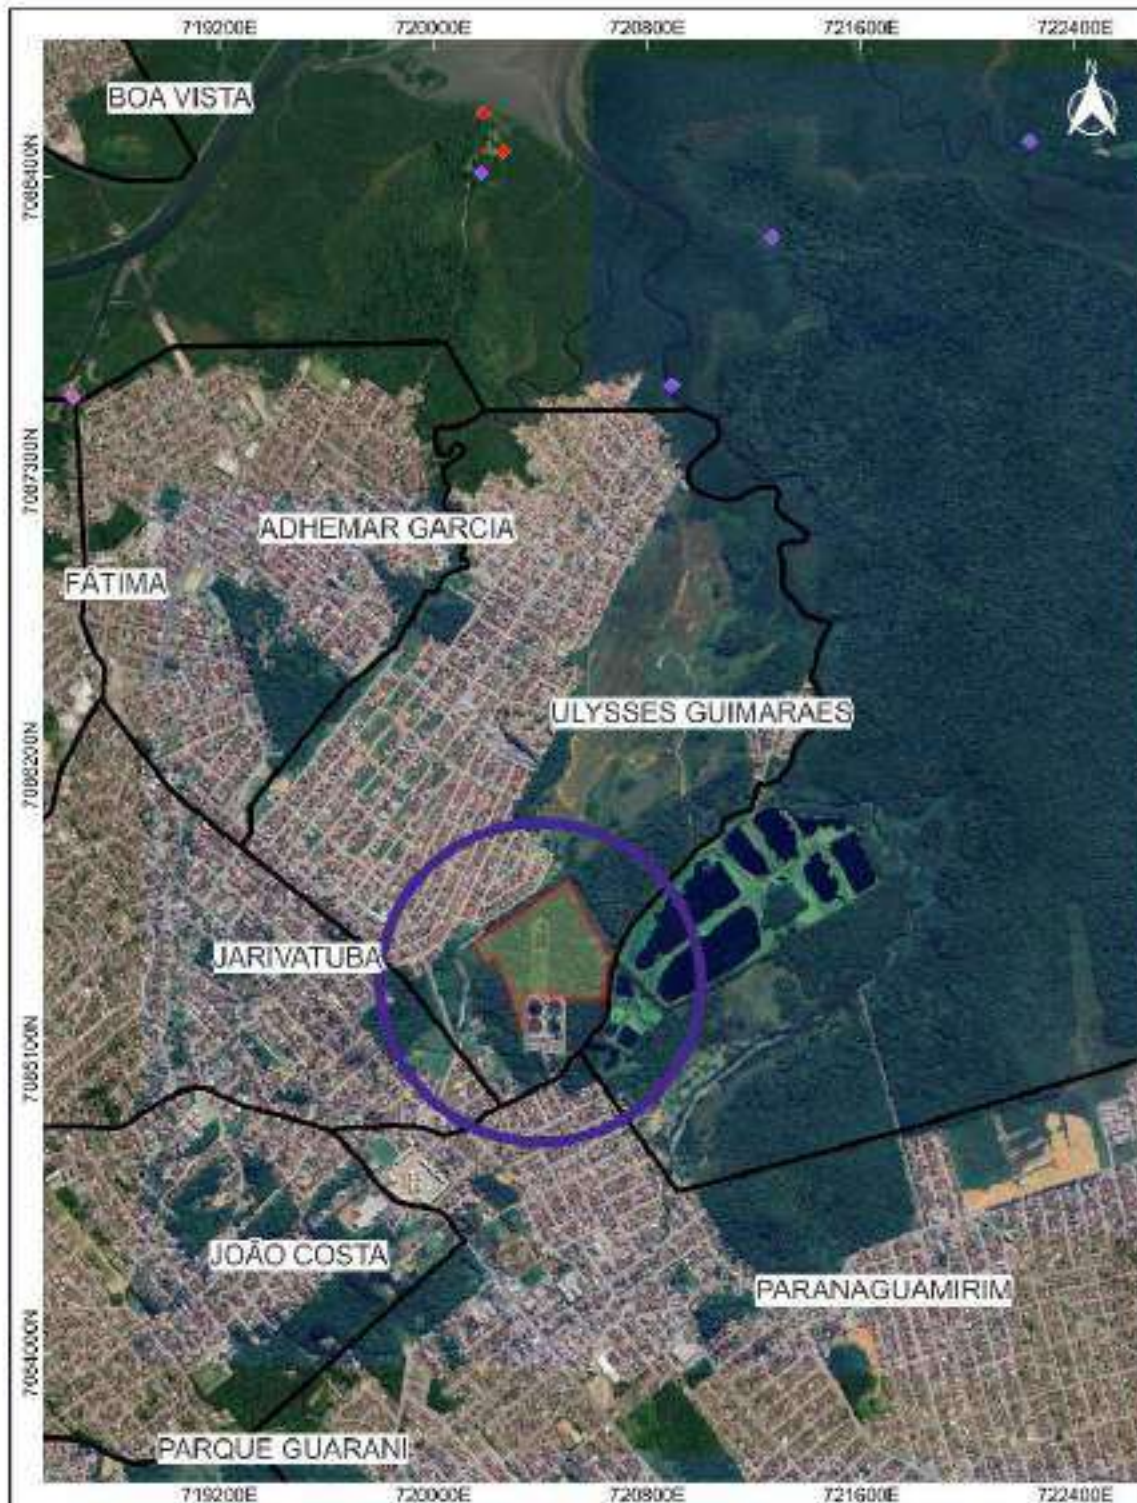 719200E 720000E 720800E 721600E 722400E
N
BOA VISTA
7088400N
7087300N
ADHEMAR GARCIA
FÁTIMA
ULYSSES GUIMARAES
7086200N
JARIVATUBA
7085100N
JOÃO COSTA
PARANAGUAMIRIM
7084000N
PARQUE GUARANI
719200E 720000E 720800E 721600E 722400E